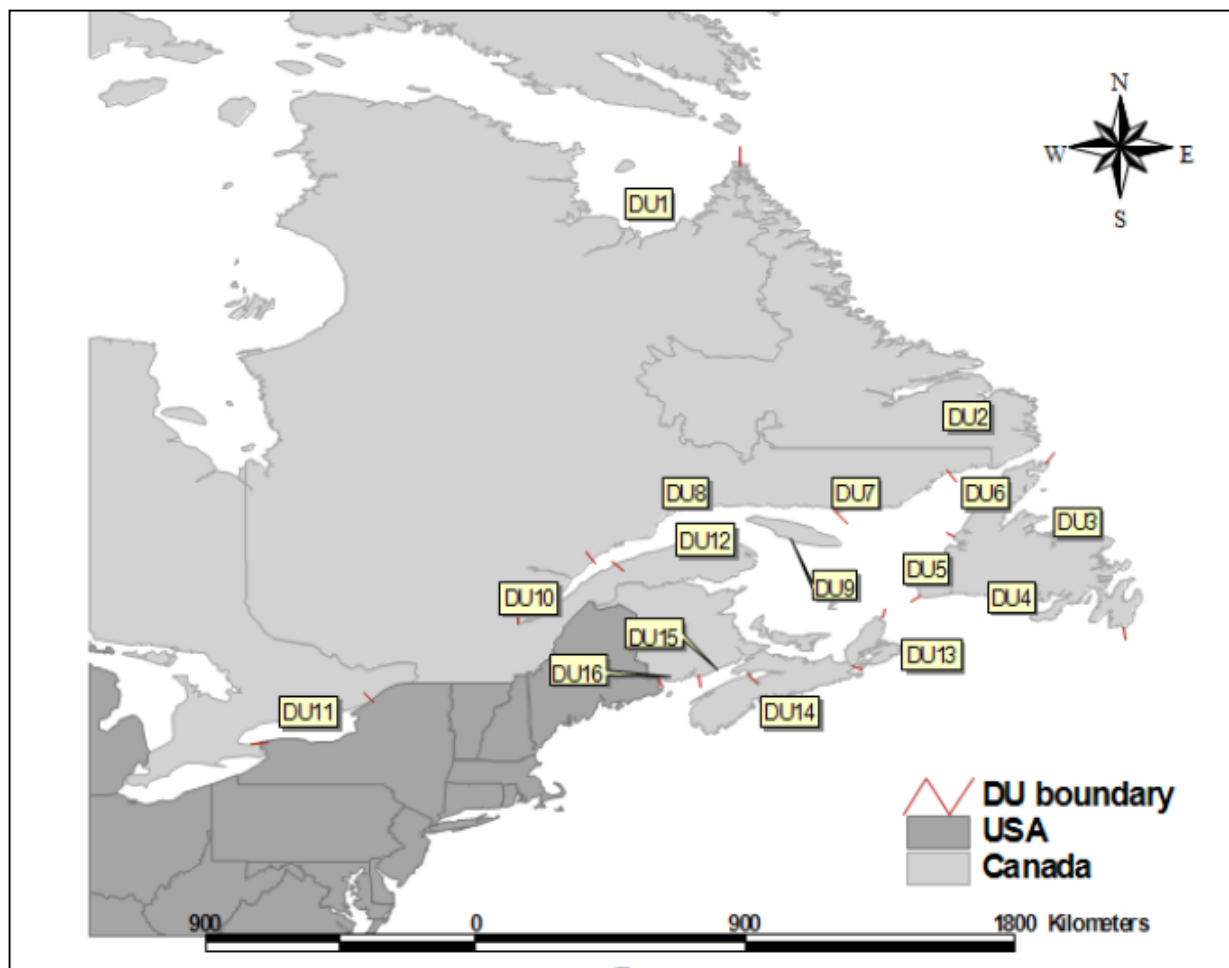 N
W E
S
DU1
DU2
DU8
DU7
DU6
DU3
DU12
DU9
DU5
DU4
DU10
DU15
DU13
DU16
DU11
DU14
DU boundary
USA
Canada
900 0 900 1800 Kilometers